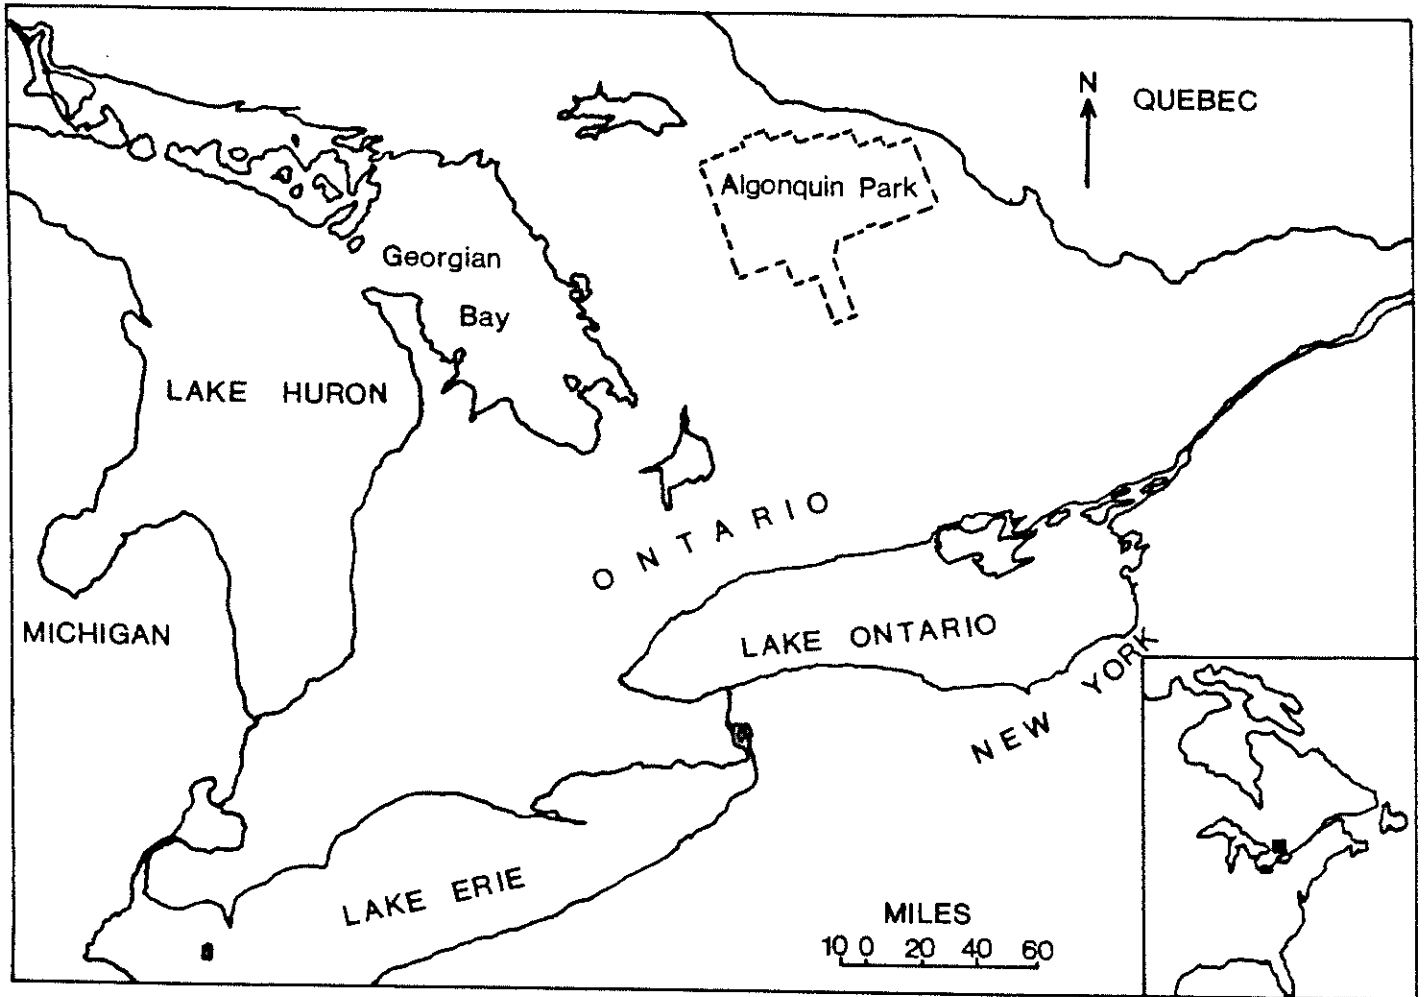 N
QUEBEC
Algonquin Park
Georgian
Bay
LAKE HURON
ONTARIO
MICHIGAN
LAKE ONTARIO
NEW YORK
LAKE ERIE
MILES
10 0 20 40 60